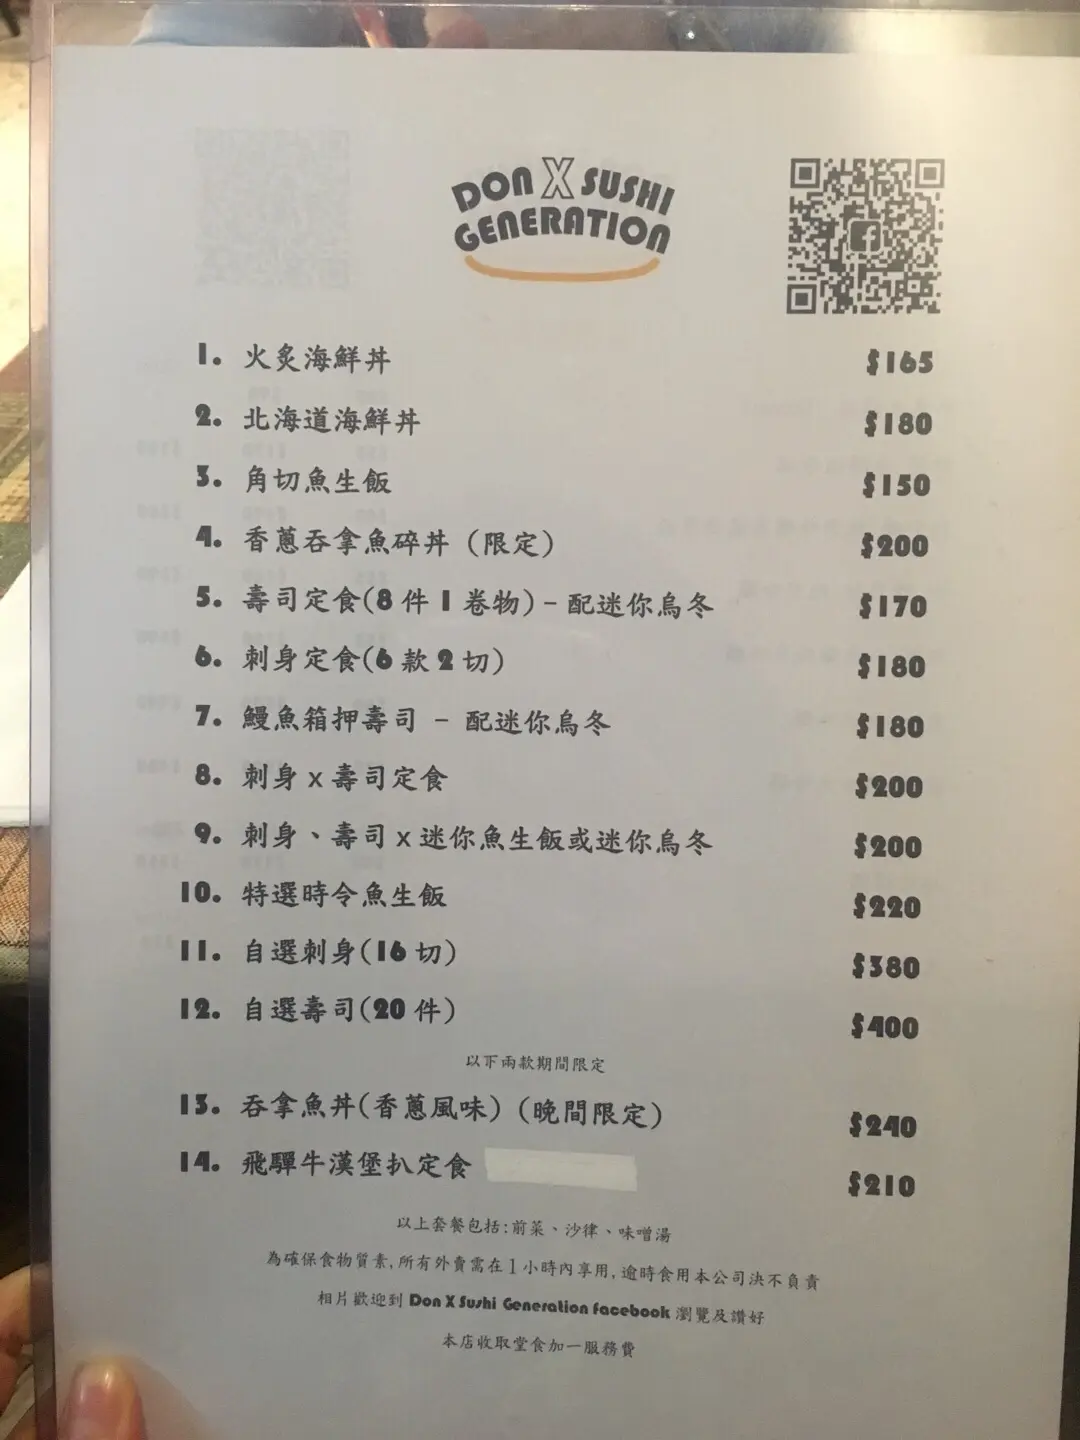 DON X SUSHI
GENERATION
1. 火炙海鮮丼 $165
2. 北海道海鮮丼 $180
3. 角切魚生飯 $150
4. 香蔥吞拿魚碎丼（限定） $200
5. 壽司定食(8 件 1 卷物) - 配迷你烏冬 $170
6. 刺身定食(6 款 2 切) $180
7. 鰻魚箱押壽司 - 配迷你烏冬 $180
8. 刺身 x 壽司定食 $200
9. 刺身、壽司 x 迷你魚生飯或迷你烏冬 $200
10. 特選時令魚生飯 $220
11. 自選刺身(16 切) $380
12. 自選壽司(20 件) $400
以下兩款期間限定
13. 吞拿魚丼(香蔥風味)（晚間限定） $240
14. 飛驒牛漢堡扒定食 $210
以上套餐包括:前菜、沙律、味噌湯
為確保食物質素,所有外賣需在 1 小時內享用,逾時食用本公司決不負責
相片歡迎到 Don X Sushi Generation facebook 瀏覽及讚好
本店收取堂食加一服務費